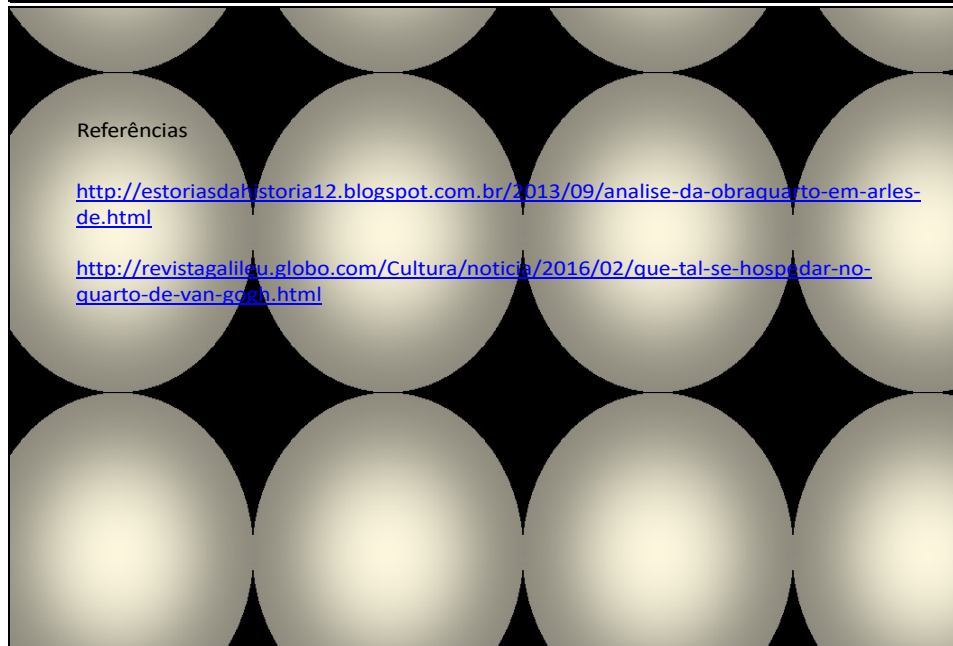 Referências
http://estoriasdahistoria12.blogspot.com.br/2013/09/analise-da-obraquarto-em-arles-
de.html
http://revistagalileu.globo.com/Cultura/noticia/2016/02/que-tal-se-hospedar-no-
quarto-de-van-gogh.html